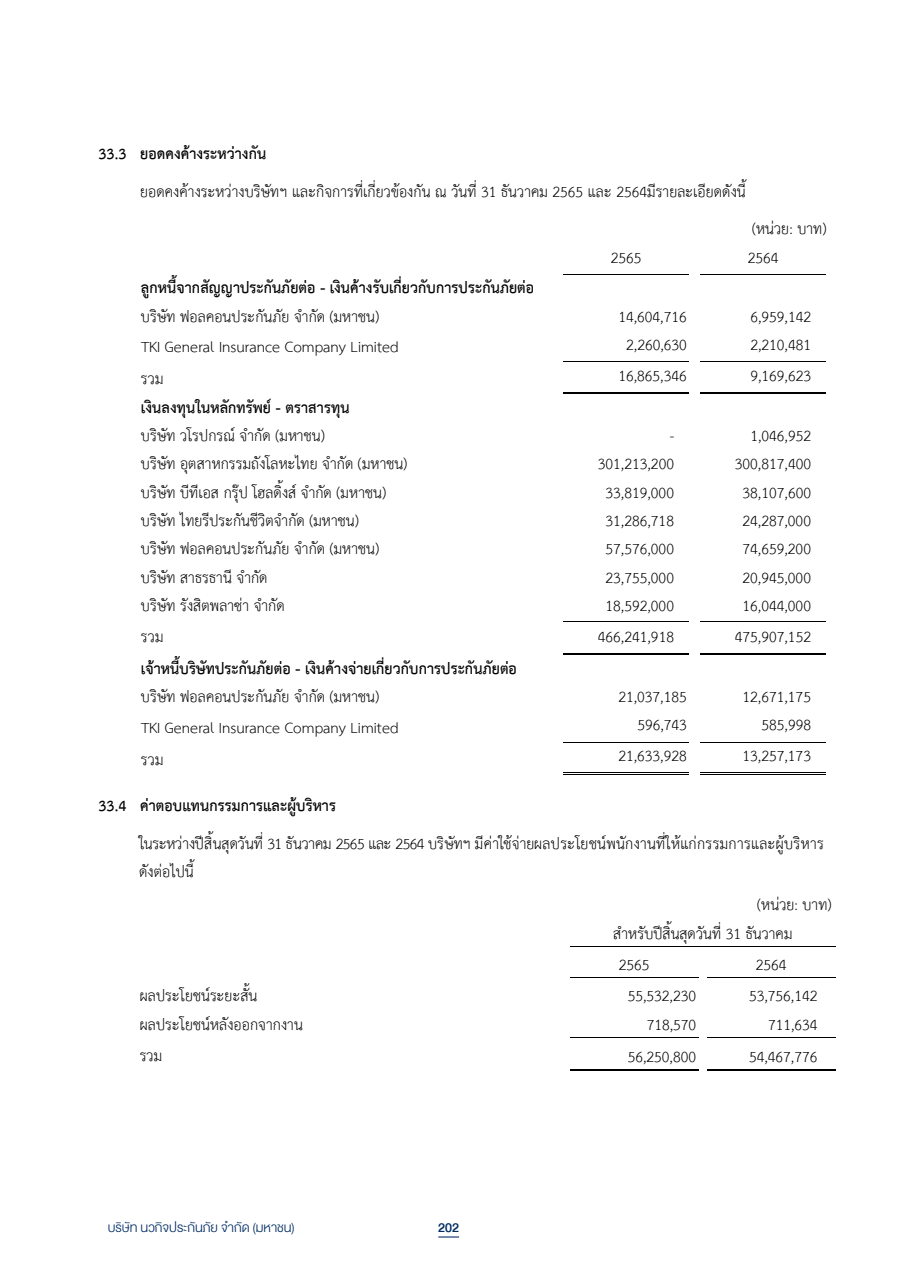 33.3 ยอดคงค้างระหว่างกัน
ยอดคงค้างระหว่างบริษัทฯ และกิจการที่เกี่ยวข้องกัน ณ วันที่ 31 ธันวาคม 2565 และ 2564มีรายละเอียดดังนี้
(หน่วย: บาท)
2565 2564
ลูกหนี้จากสัญญาประกันภัยต่อ - เงินค้างรับเกี่ยวกับการประกันภัยต่อ
บริษัท ฟอลคอนประกันภัย จำกัด (มหาชน) 14,604,716 6,959,142
TKI General Insurance Company Limited 2,260,630 2,210,481
รวม 16,865,346 9,169,623
เงินลงทุนในหลักทรัพย์ - ตราสารทุน
บริษัท วโรปกรณ์ จำกัด (มหาชน) - 1,046,952
บริษัท อุตสาหกรรมถังโลหะไทย จำกัด (มหาชน) 301,213,200 300,817,400
บริษัท บีทีเอส กรุ๊ป โฮลดิ้งส์ จำกัด (มหาชน) 33,819,000 38,107,600
บริษัท ไทยรีประกันชีวิตจำกัด (มหาชน) 31,286,718 24,287,000
บริษัท ฟอลคอนประกันภัย จำกัด (มหาชน) 57,576,000 74,659,200
บริษัท สาธรธานี จำกัด 23,755,000 20,945,000
บริษัท รังสิตพลาซ่า จำกัด 18,592,000 16,044,000
รวม 466,241,918 475,907,152
เจ้าหนี้บริษัทประกันภัยต่อ - เงินค้างจ่ายเกี่ยวกับการประกันภัยต่อ
บริษัท ฟอลคอนประกันภัย จำกัด (มหาชน) 21,037,185 12,671,175
TKI General Insurance Company Limited 596,743 585,998
รวม 21,633,928 13,257,173
33.4 ค่าตอบแทนกรรมการและผู้บริหาร
ในระหว่างปีสิ้นสุดวันที่ 31 ธันวาคม 2565 และ 2564 บริษัทฯ มีค่าใช้จ่ายผลประโยชน์พนักงานที่ให้แก่กรรมการและผู้บริหาร
ดังต่อไปนี้
(หน่วย: บาท)
สำหรับปีสิ้นสุดวันที่ 31 ธันวาคม
2565 2564
ผลประโยชน์ระยะสั้น 55,532,230 53,756,142
ผลประโยชน์หลังออกจากงาน 718,570 711,634
รวม 56,250,800 54,467,776
บริษัท นวกิจประกันภัย จำกัด (มหาชน) 202